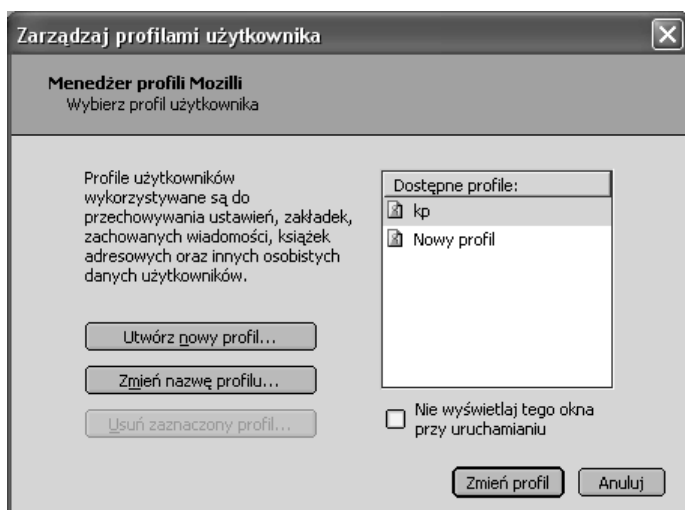 Zarządzaj profilami użytkownika
Menedżer profili Mozilli
Wybierz profil użytkownika
Profile użytkowników
wykorzystywane są do
przechowywania ustawień, zakładek,
zachowanych wiadomości, książek
adresowych oraz innych osobistych
danych użytkowników.
Utwórz nowy profil...
Zmień nazwę profilu...
Usuń zaznaczony profil...
Dostępne profile:
kp
Nowy profil
Nie wyświetlaj tego okna
przy uruchamianiu
Zmień profil
Anuluj